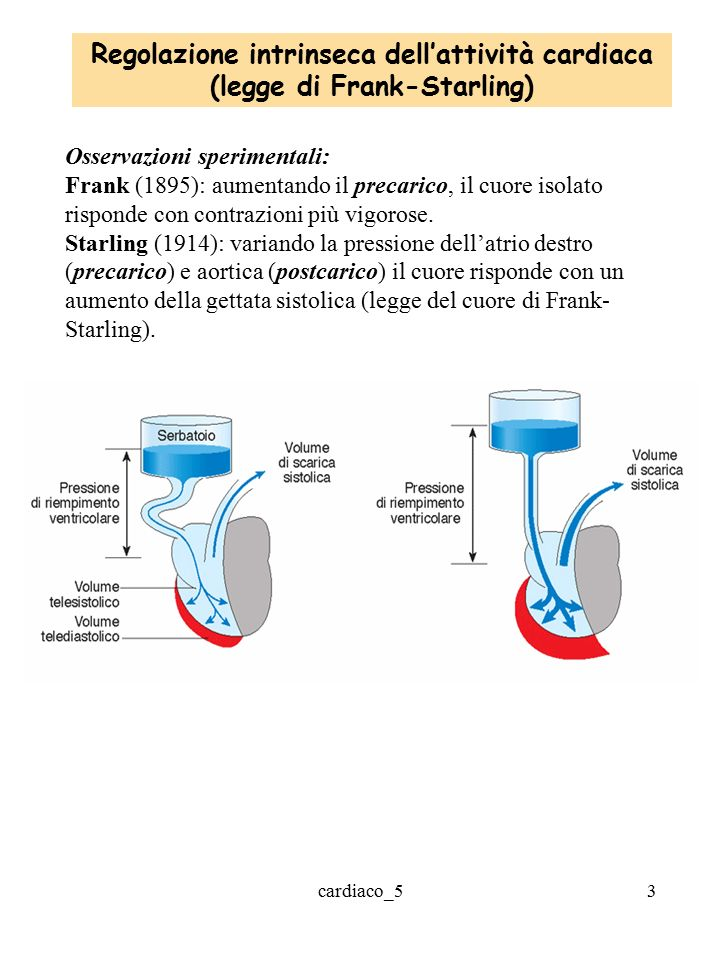 Regolazione intrinseca dell'attività cardiaca
(legge di Frank-Starling)
Osservazioni sperimentali:
Frank (1895): aumentando il precarico, il cuore isolato
risponde con contrazioni più vigorose.
Starling (1914): variando la pressione dell'atrio destro
(precarico) e aortica (postcarico) il cuore risponde con un
aumento della gettata sistolica (legge del cuore di Frank-
Starling).
Serbatoio
Volume
di scarica
sistolica
Pressione
di riempimento
ventricolare
Volume
telesistolico
Volume
telediastolico
Pressione
di riempimento
ventricolare
Volume
di scarica
sistolica
cardiaco_5
3